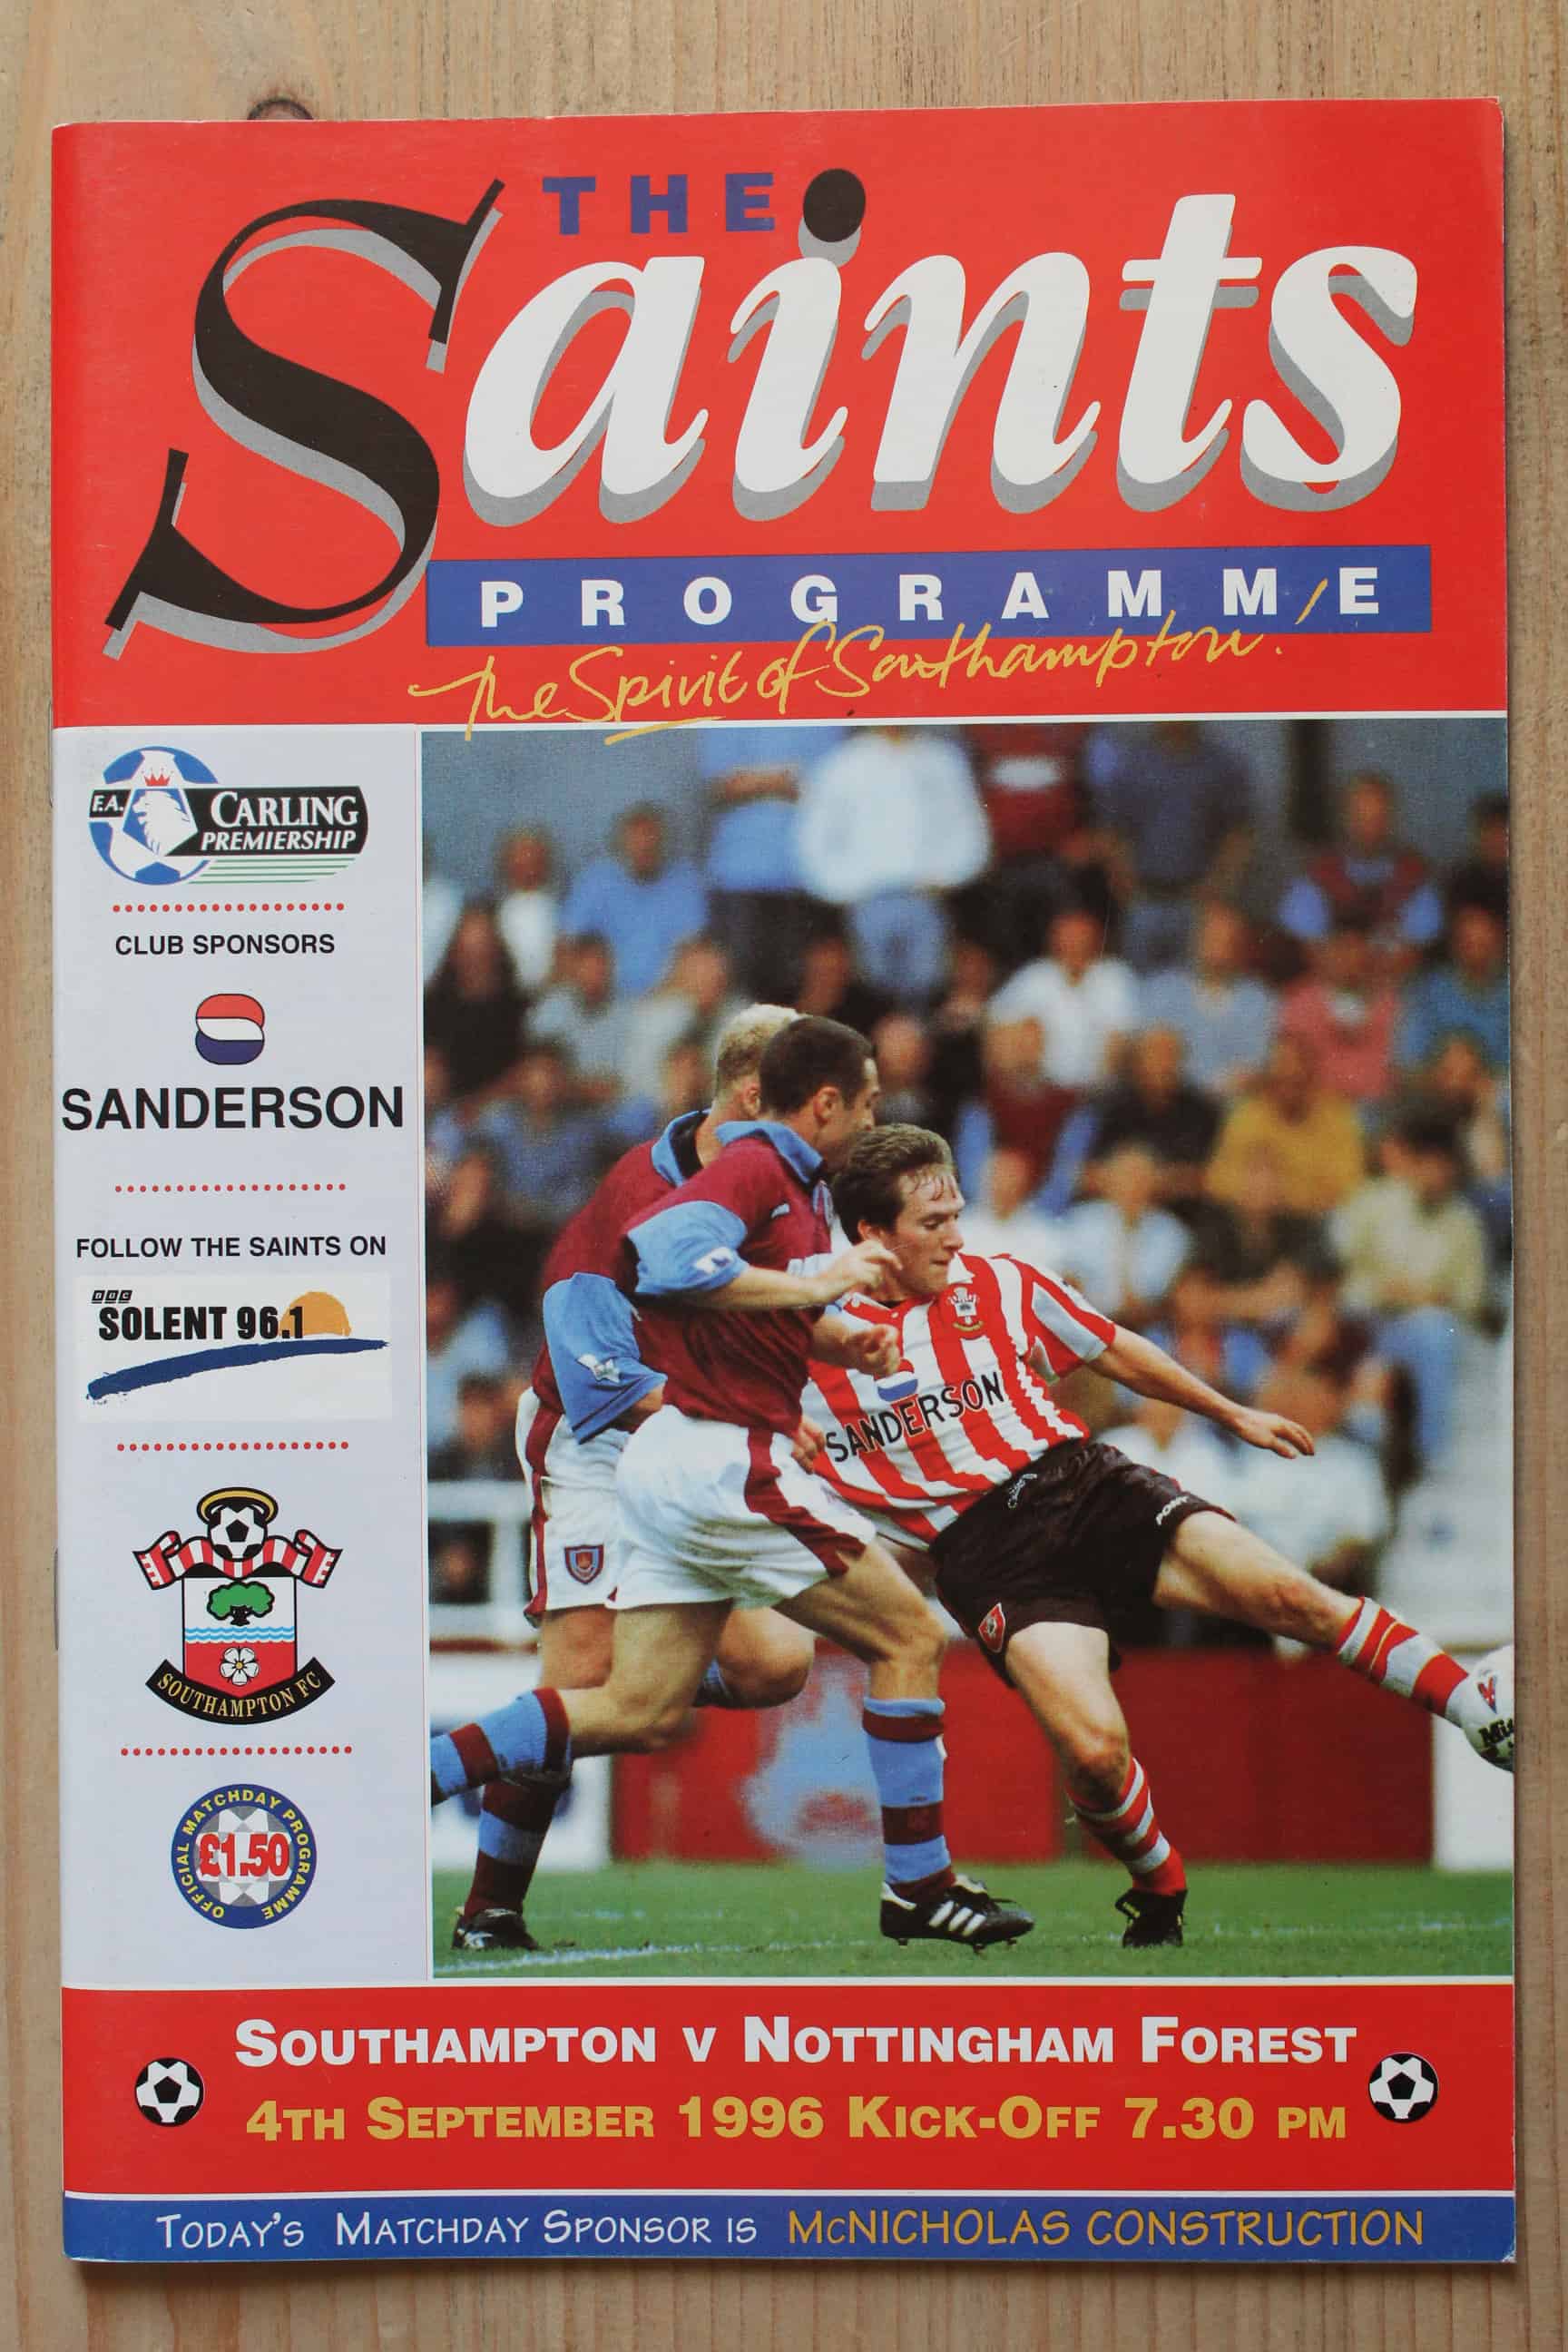 THE
Saints
PROGRAMME
The Spirit of Southampton.
F.A. CARLING
PREMIERSHIP
CLUB SPONSORS
SANDERSON
FOLLOW THE SAINTS ON
BBC
SOLENT 96.1
SOUTHAMPTON FC
OFFICIAL MATCHDAY PROGRAMME
£1.50
SANDERSON
PONY
SOUTHAMPTON V NOTTINGHAM FOREST
4TH SEPTEMBER 1996 KICK-OFF 7.30 PM
TODAY'S MATCHDAY SPONSOR IS McNICHOLAS CONSTRUCTION